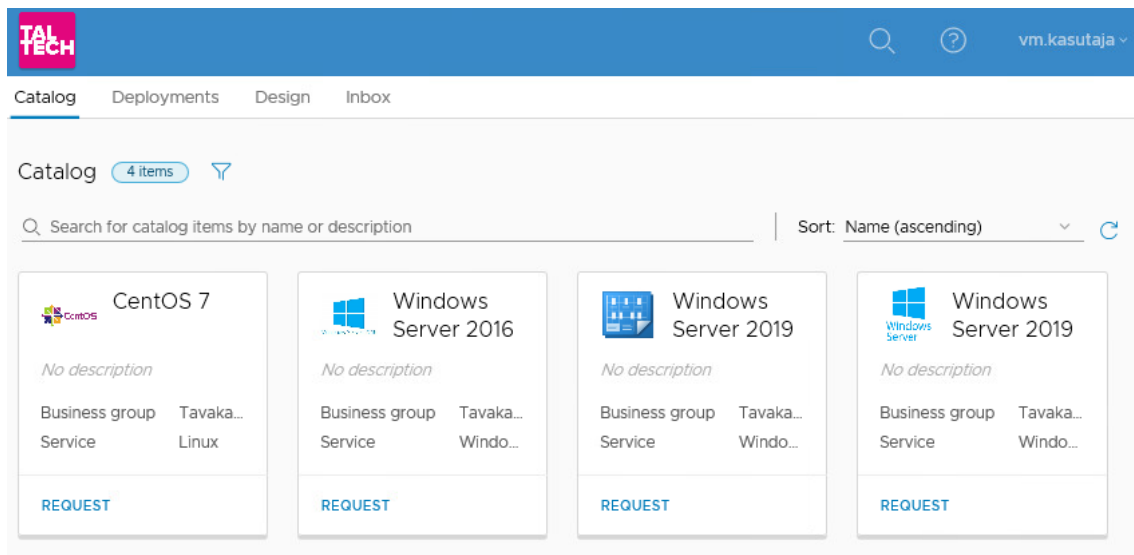 TAL
TECH
vm.kasutaja
Catalog Deployments Design Inbox
Catalog 4 items
Search for catalog items by name or description Sort: Name (ascending)
CentOS
CentOS 7
No description
Business group Tavaka...
Service Linux
REQUEST
Windows
Server 2016
No description
Business group Tavaka...
Service Windo...
REQUEST
Windows
Server 2019
No description
Business group Tavaka...
Service Windo...
REQUEST
Windows
Server
Windows
Server 2019
No description
Business group Tavaka...
Service Windo...
REQUEST